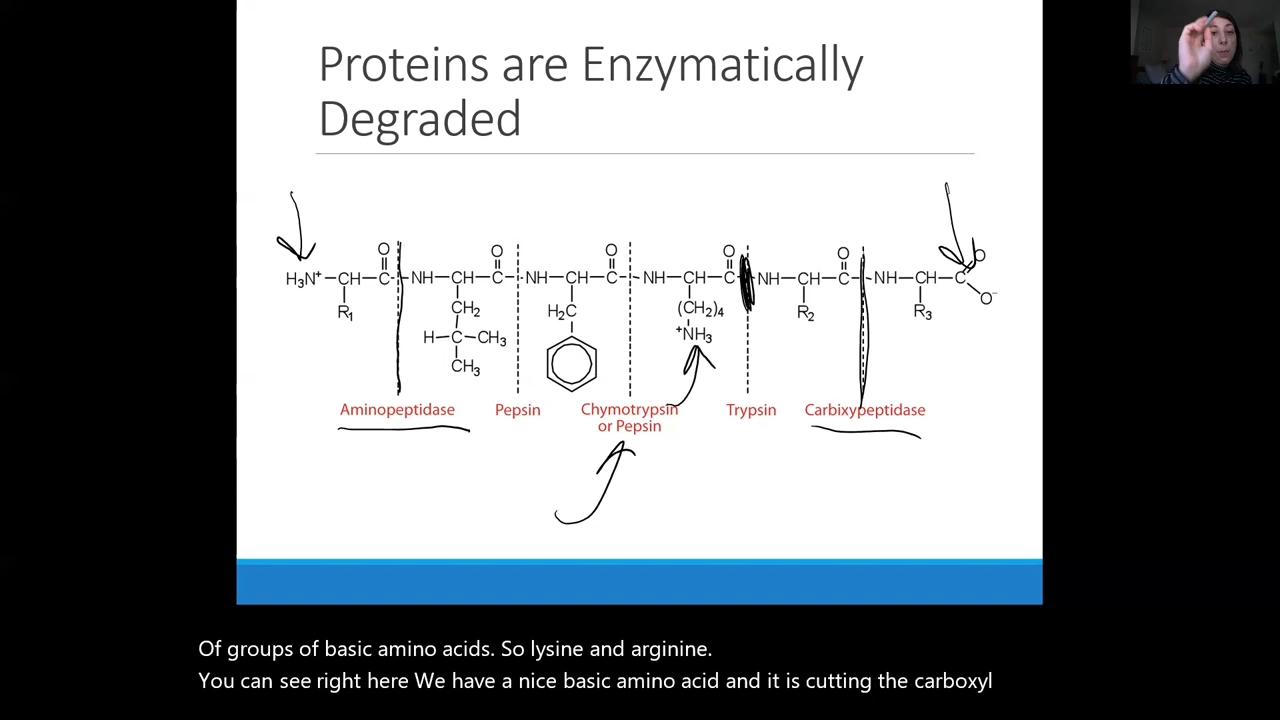 Proteins are Enzymatically
Degraded
O O O O O O
H₃N⁺—CH—C—NH—CH—C—NH—CH—C—NH—CH—C—NH—CH—C—NH—CH—C
R₁ CH₂ H₂C (CH₂)₄ R₂ R₃ O⁻
H—C—CH₃ ⁺NH₃
CH₃
Aminopeptidase Pepsin Chymotrypsin Trypsin Carbixypeptidase
or Pepsin
Of groups of basic amino acids. So lysine and arginine.
You can see right here We have a nice basic amino acid and it is cutting the carboxyl